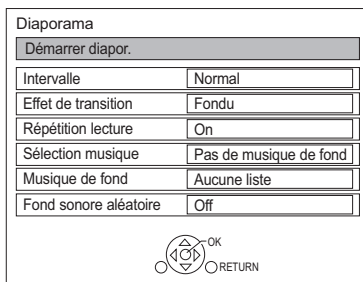 Diaporama
Démarrer diapor.
Intervalle Normal
Effet de transition Fondu
Répétition lecture On
Sélection musique Pas de musique de fond
Musique de fond Aucune liste
Fond sonore aléatoire Off
OK
RETURN